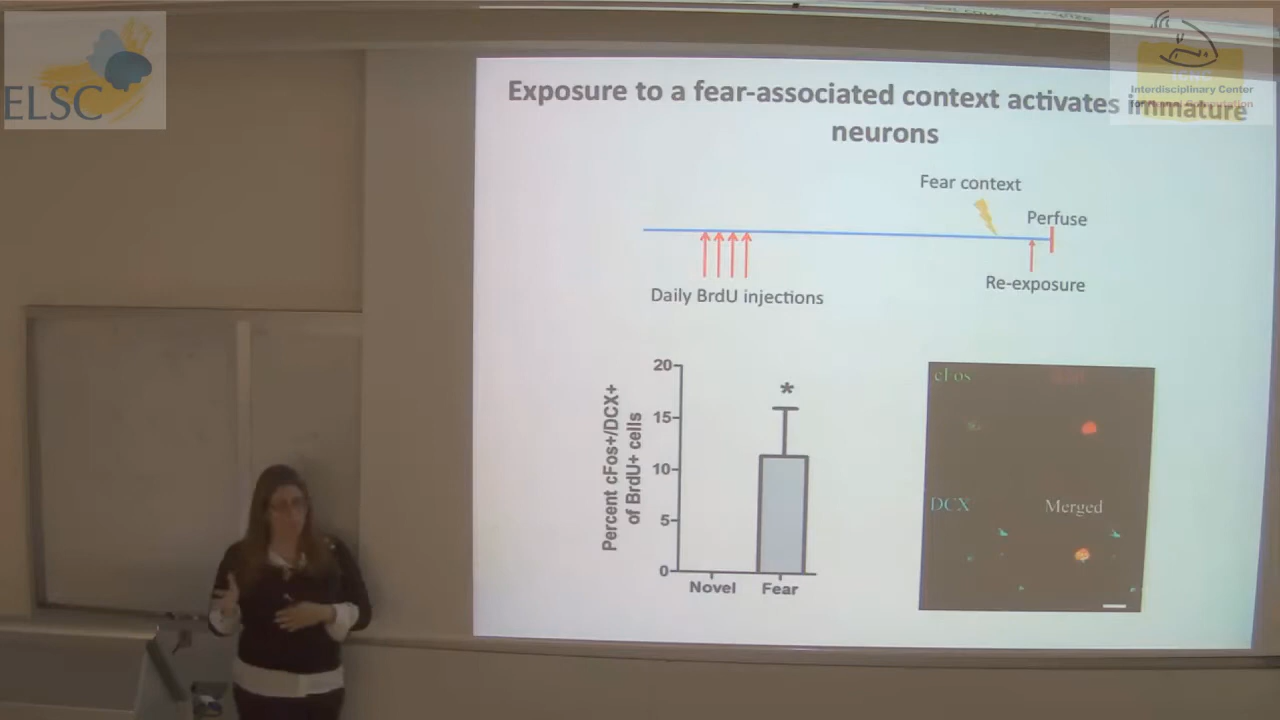 ELSC
Interdisciplinary Center
Exposure to a fear-associated context activates immature
neurons
Fear context
Perfuse
Re-exposure
Daily BrdU injections
20
15
10
5
0
Percent cFos+/DCX+
of BrdU+ cells
*
Novel
Fear
cFos
DCX
Merged